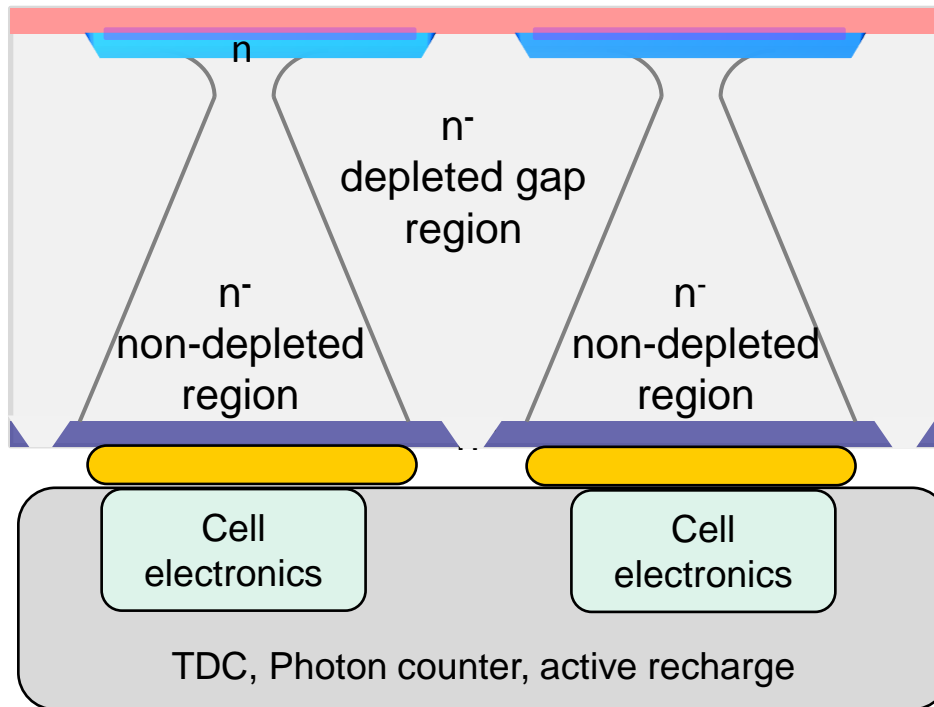 n
n⁻
depleted gap
region
n⁻
non-depleted
region
n⁻
non-depleted
region
Cell
electronics
Cell
electronics
TDC, Photon counter, active recharge